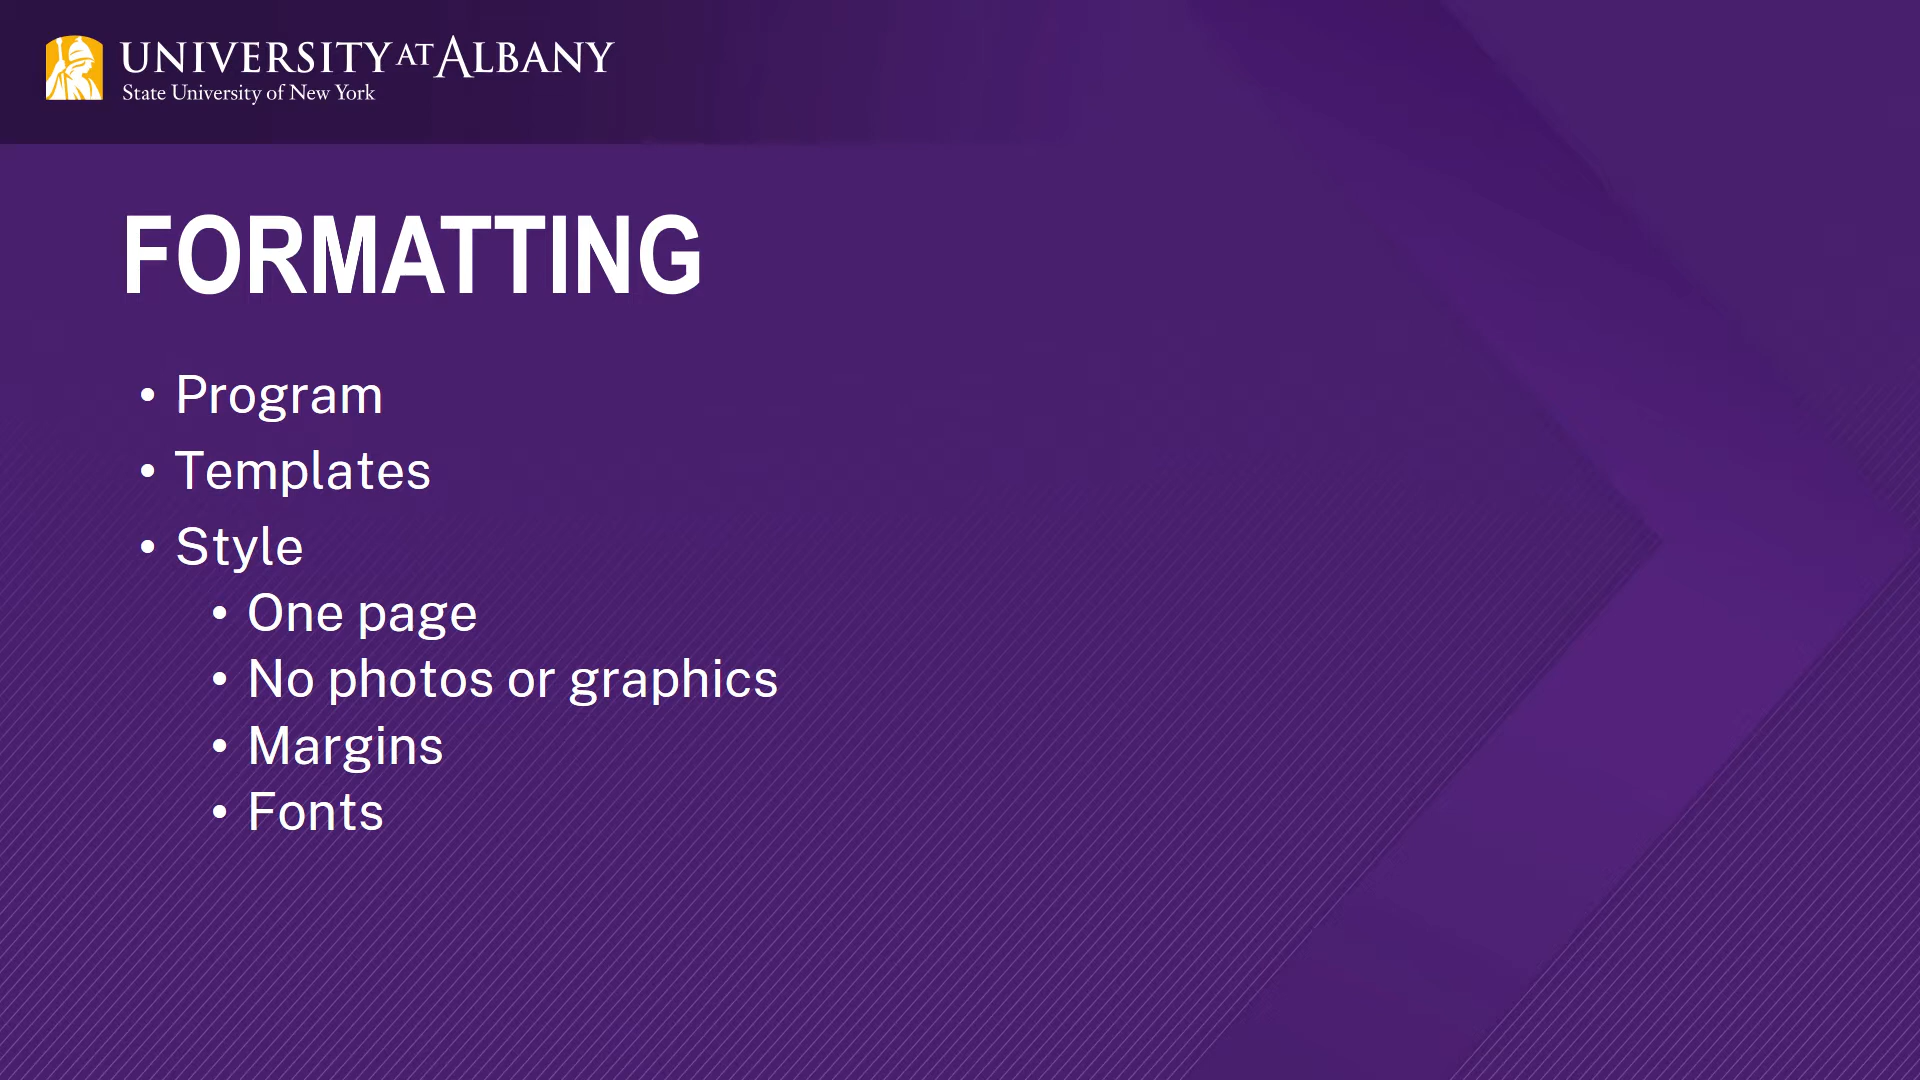 UNIVERSITY AT ALBANY
State University of New York
FORMATTING
• Program
• Templates
• Style
• One page
• No photos or graphics
• Margins
• Fonts